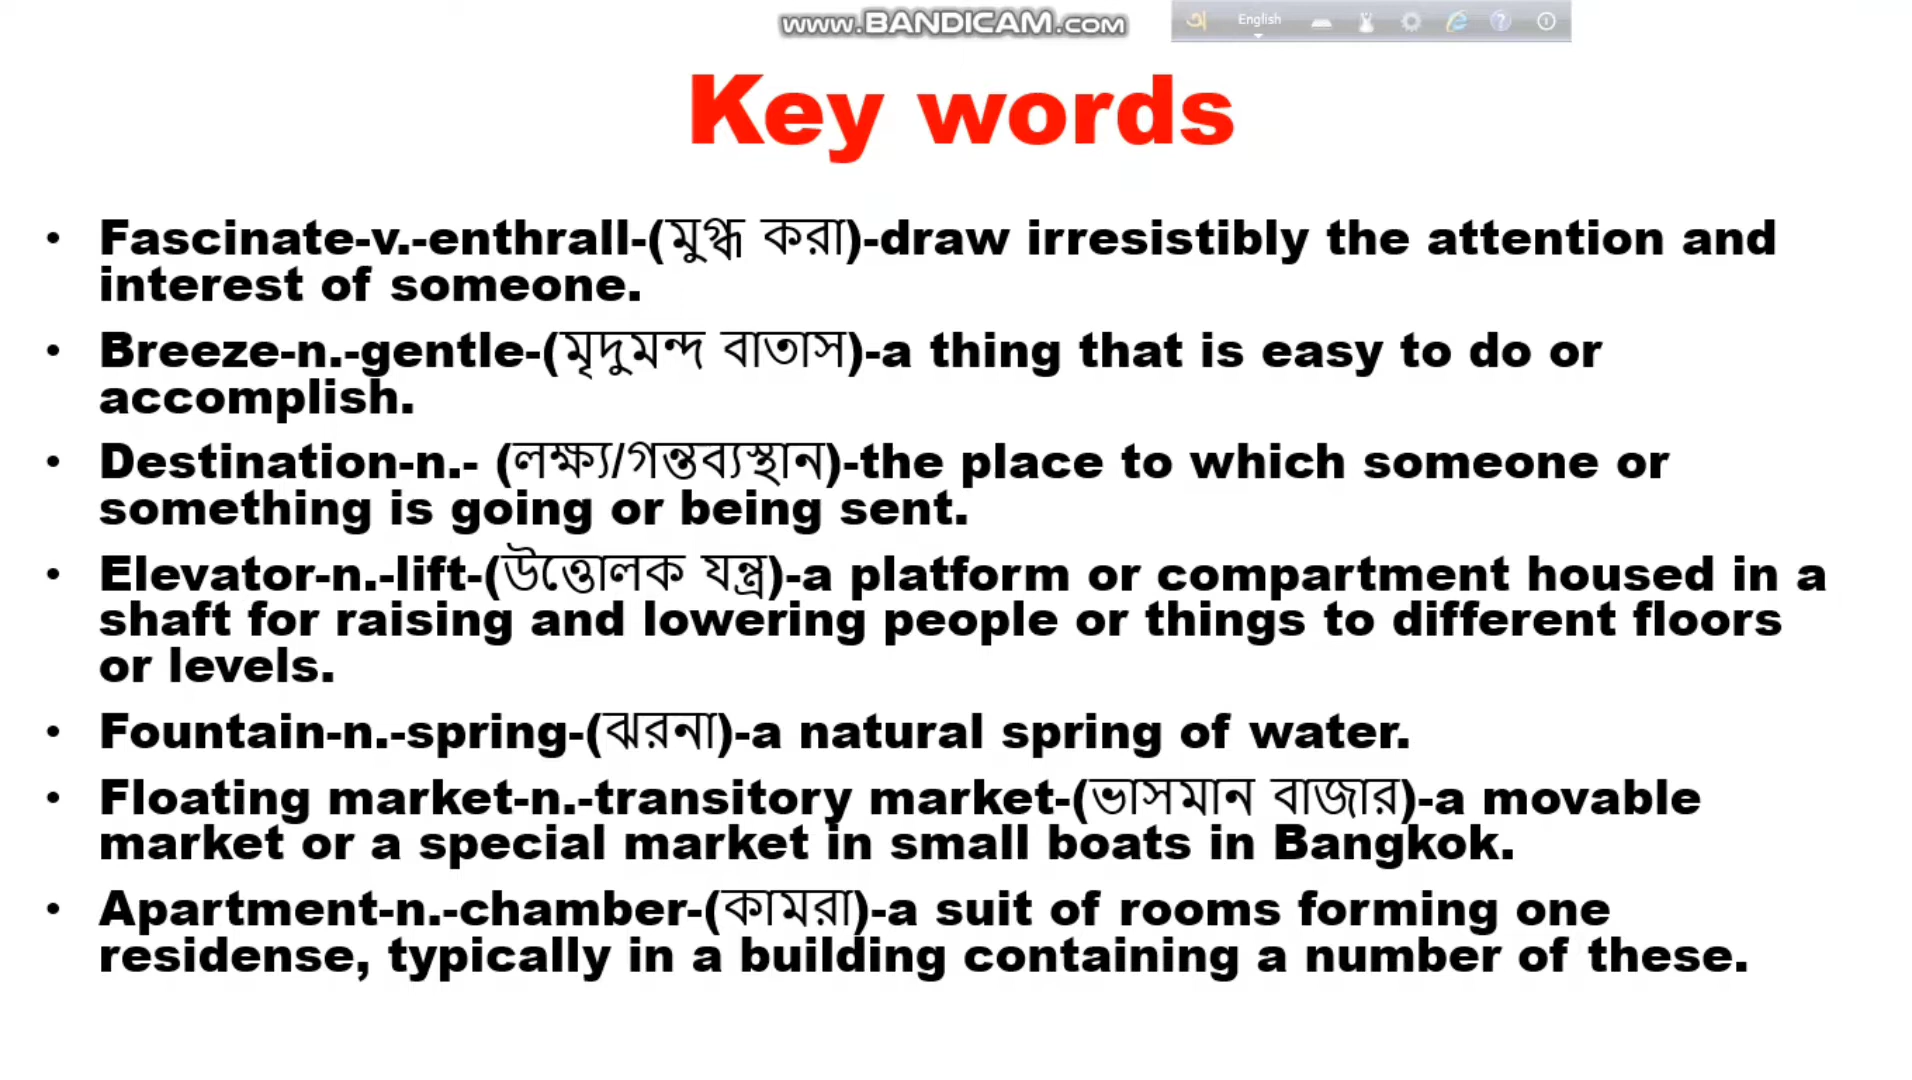 www.BANDICAM.com
অ English
Key words
• Fascinate-v.-enthrall-(মুগ্ধ করা)-draw irresistibly the attention and
interest of someone.
• Breeze-n.-gentle-(মৃদুমন্দ বাতাস)-a thing that is easy to do or
accomplish.
• Destination-n.- (লক্ষ্য/গন্তব্যস্থান)-the place to which someone or
something is going or being sent.
• Elevator-n.-lift-(উত্তোলক যন্ত্র)-a platform or compartment housed in a
shaft for raising and lowering people or things to different floors
or levels.
• Fountain-n.-spring-(ঝরনা)-a natural spring of water.
• Floating market-n.-transitory market-(ভাসমান বাজার)-a movable
market or a special market in small boats in Bangkok.
• Apartment-n.-chamber-(কামরা)-a suit of rooms forming one
residense, typically in a building containing a number of these.